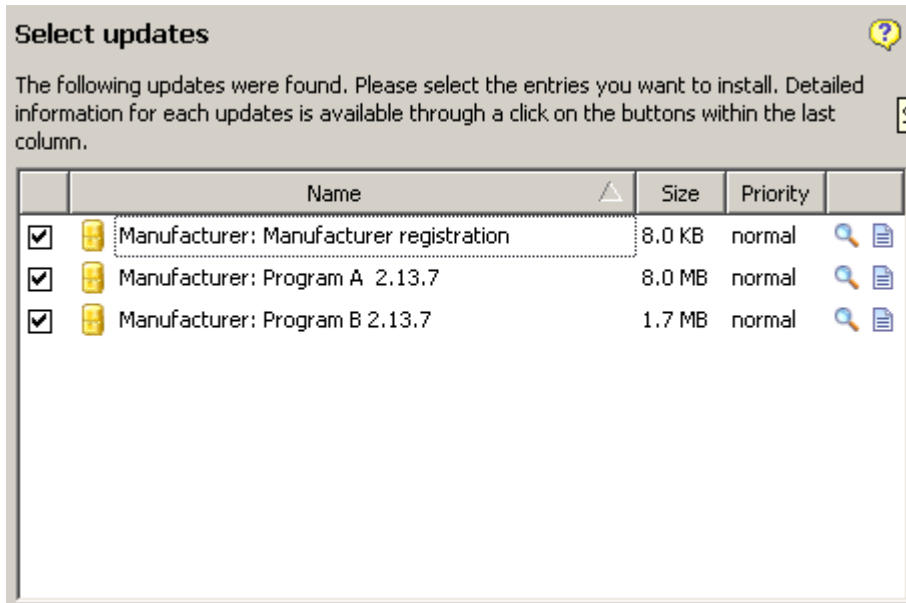 Select updates
The following updates were found. Please select the entries you want to install. Detailed
information for each updates is available through a click on the buttons within the last
column.
Name Size Priority
Manufacturer: Manufacturer registration 8.0 KB normal
Manufacturer: Program A 2.13.7 8.0 MB normal
Manufacturer: Program B 2.13.7 1.7 MB normal